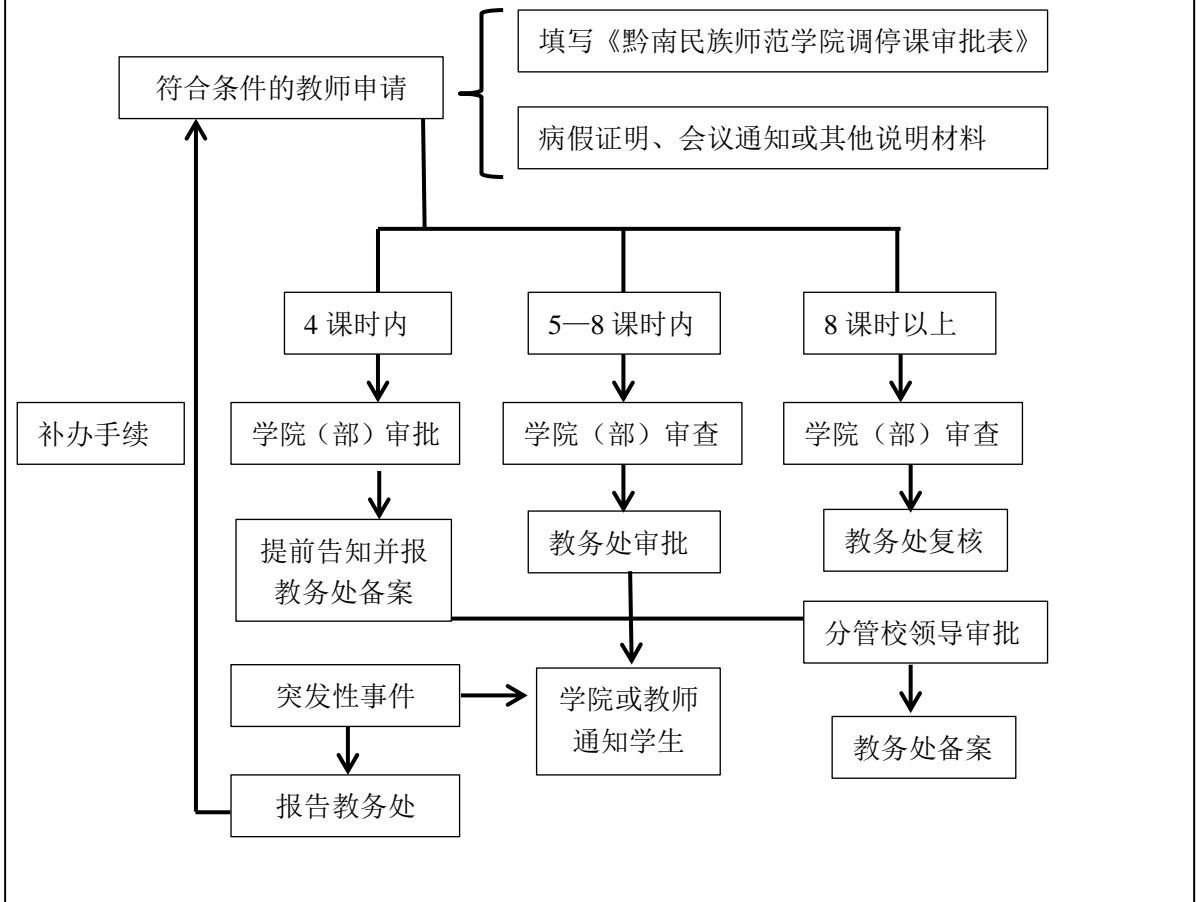 填写《黔南民族师范学院调停课审批表》
符合条件的教师申请
病假证明、会议通知或其他说明材料
4 课时内
5—8 课时内
8 课时以上
补办手续
学院（部）审批
学院（部）审查
学院（部）审查
提前告知并报
教务处备案
教务处审批
教务处复核
分管校领导审批
突发性事件
学院或教师
通知学生
教务处备案
报告教务处